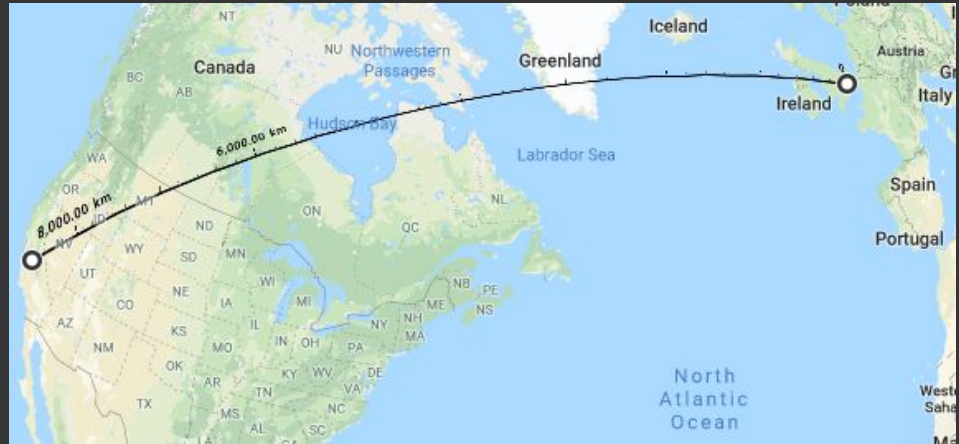 NT
Iceland
Austria
NU
Northwestern
Passages
Greenland
Canada
BC
AB
Italy
Ireland
Hudson Bay
6,000.00 km
Labrador Sea
WA
OR
Spain
8,000.00 km
ID
MT
NL
ON
QC
ND
Portugal
NV
WY
SD
MN
UT
WI
NB
PE
ME
NS
CO
NE
IA
MI
NH
NY
MA
AZ
KS
IL
IN
OH
PA
NM
MO
OK
KY
WV
DE
VA
AR
TN
NC
North
Atlantic
Ocean
TX
MS
AL
SC